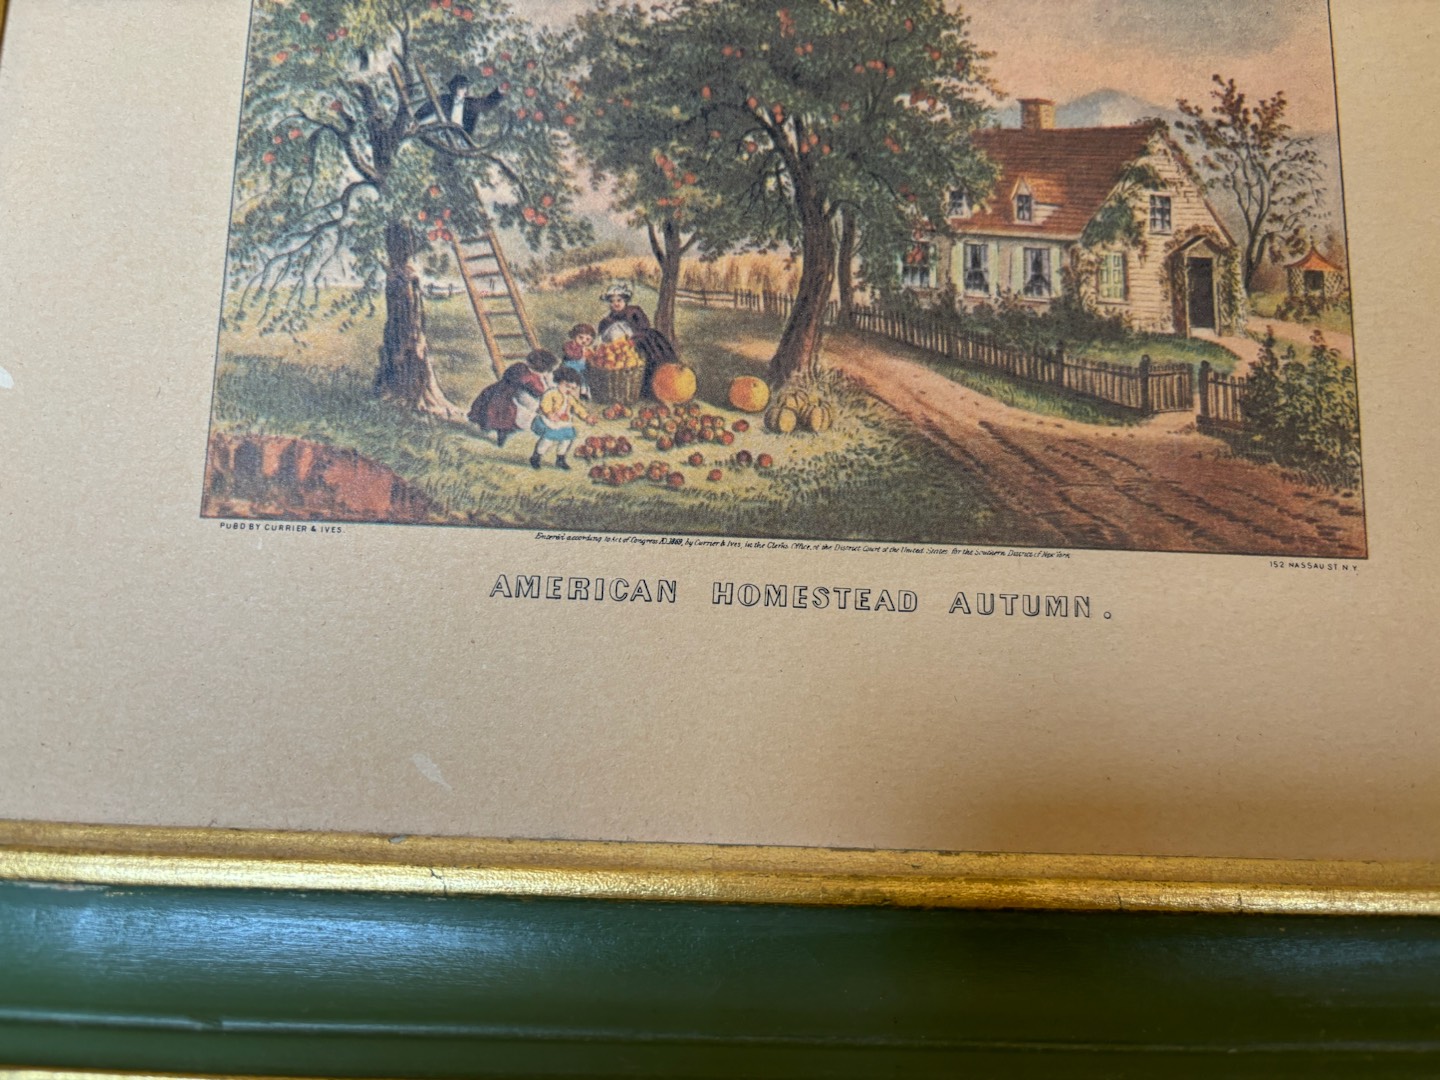 PUBD BY CURRIER & IVES.
Entered according to Act of Congress A.D. 1869, by Currier & Ives, in the Clerks Office, of the District Court of the United States for the Southern District of New York
152 NASSAU ST. N.Y.
AMERICAN HOMESTEAD AUTUMN.